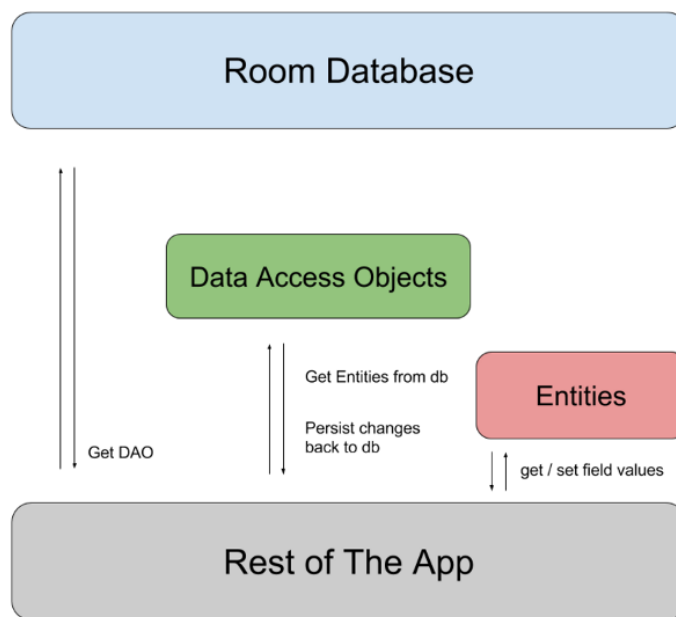 Room Database
Data Access Objects
Get Entities from db
Persist changes
back to db
Entities
Get DAO
get / set field values
Rest of The App